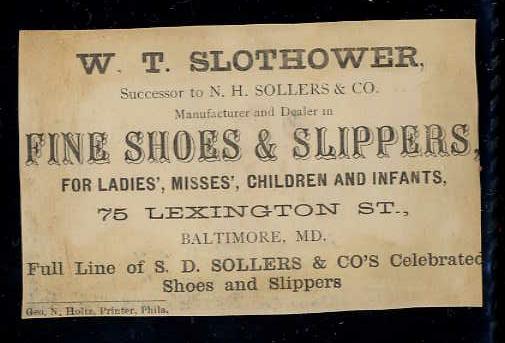 W. T. SLOTHOWER,
Successor to N. H. SOLLERS & CO.
Manufacturer and Dealer in
FINE SHOES & SLIPPERS,
FOR LADIES', MISSES', CHILDREN AND INFANTS,
75 LEXINGTON ST.,
BALTIMORE, MD.
Full Line of S. D. SOLLERS & CO'S Celebrated
Shoes and Slippers
Geo. N. Holtz, Printer, Phila.